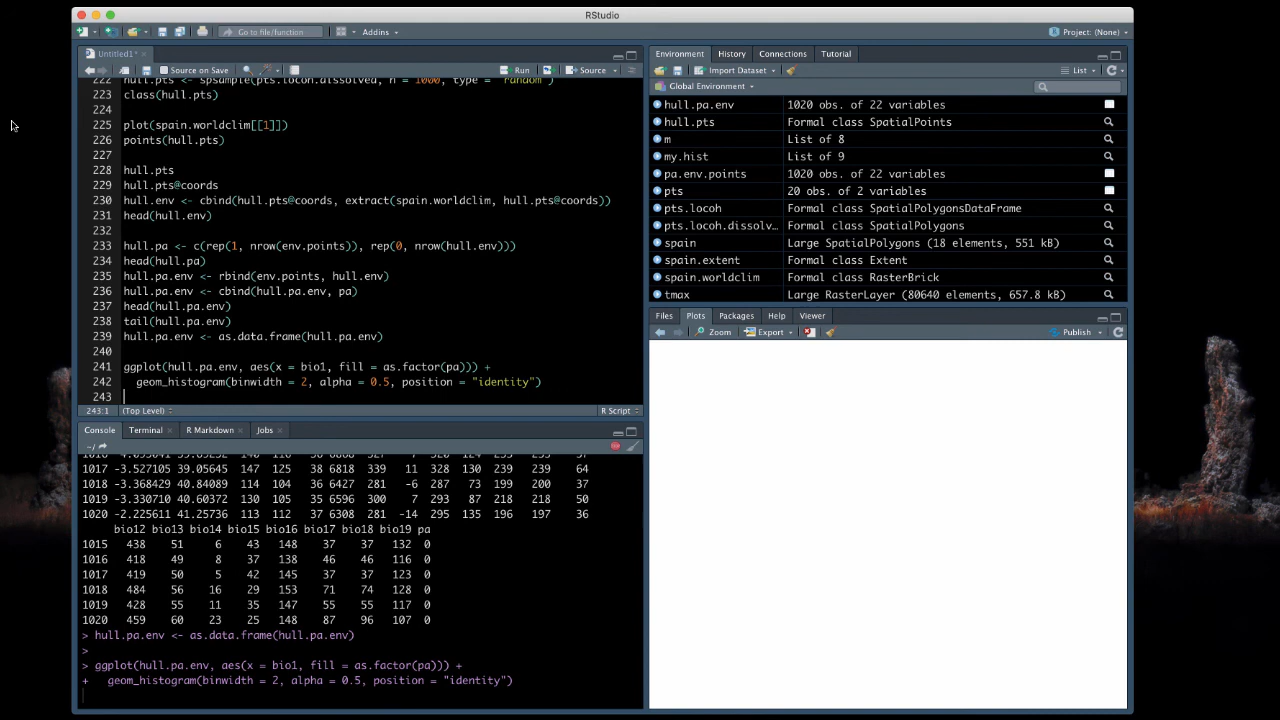 RStudio
Go to file/function
Addins
Project: (None)
Untitled1*
Source on Save
Run
Source
222 hull.pts <- spsample(pts.locoh.dissolved, n = 1000, type = "random")
223 class(hull.pts)
224
225 plot(spain.worldclim[[1]])
226 points(hull.pts)
227
228 hull.pts
229 hull.pts@coords
230 hull.env <- cbind(hull.pts@coords, extract(spain.worldclim, hull.pts@coords))
231 head(hull.env)
232
233 hull.pa <- c(rep(1, nrow(env.points)), rep(0, nrow(hull.env)))
234 head(hull.pa)
235 hull.pa.env <- rbind(env.points, hull.env)
236 hull.pa.env <- cbind(hull.pa.env, pa)
237 head(hull.pa.env)
238 tail(hull.pa.env)
239 hull.pa.env <- as.data.frame(hull.pa.env)
240
241 ggplot(hull.pa.env, aes(x = bio1, fill = as.factor(pa))) +
242   geom_histogram(binwidth = 2, alpha = 0.5, position = "identity")
243
243:1 (Top Level) R Script
Console Terminal R Markdown Jobs
~/
1017 -3.527105 39.05645 147 125 38 6818 339 11 328 130 239 239 64
1018 -3.368429 40.84089 114 104 36 6427 281 -6 287 73 199 200 37
1019 -3.330710 40.60372 130 105 35 6596 300 7 293 87 218 218 50
1020 -2.225611 41.25736 113 112 37 6308 281 -14 295 135 196 197 36
bio12 bio13 bio14 bio15 bio16 bio17 bio18 bio19 pa
1015 438 51 6 43 148 37 37 132 0
1016 418 49 8 37 138 46 46 116 0
1017 419 50 5 42 145 37 37 123 0
1018 484 56 16 29 153 71 74 128 0
1019 428 55 11 35 147 55 55 117 0
1020 459 60 23 25 148 87 96 107 0
> hull.pa.env <- as.data.frame(hull.pa.env)
>
> ggplot(hull.pa.env, aes(x = bio1, fill = as.factor(pa))) +
+   geom_histogram(binwidth = 2, alpha = 0.5, position = "identity")
Environment History Connections Tutorial
Import Dataset
List
Global Environment
hull.pa.env 1020 obs. of 22 variables
hull.pts Formal class SpatialPoints
m List of 8
my.hist List of 9
pa.env.points 1020 obs. of 22 variables
pts 20 obs. of 2 variables
pts.locoh Formal class SpatialPolygonsDataFrame
pts.locoh.dissolv… Formal class SpatialPolygons
spain Large SpatialPolygons (18 elements, 551 kB)
spain.extent Formal class Extent
spain.worldclim Formal class RasterBrick
tmax Large RasterLayer (80640 elements, 657.8 kB)
Files Plots Packages Help Viewer
Zoom Export Publish